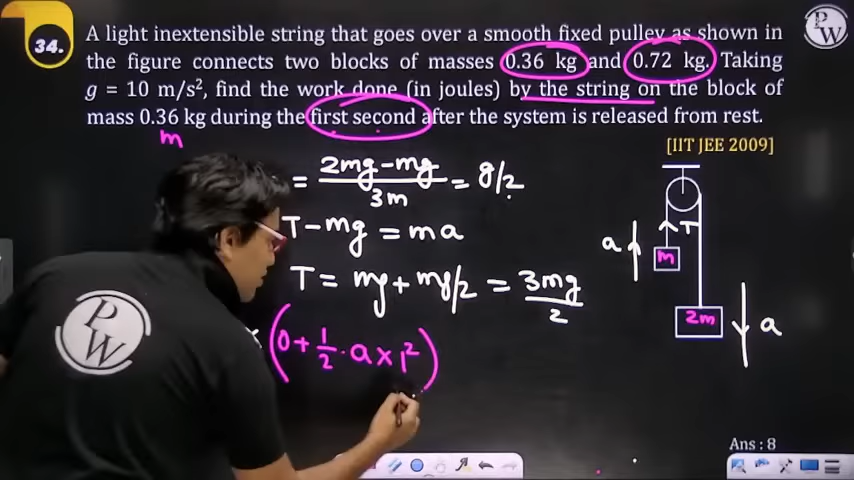 34.
A light inextensible string that goes over a smooth fixed pulley as shown in
the figure connects two blocks of masses 0.36 kg and 0.72 kg. Taking
g = 10 m/s², find the work done (in joules) by the string on the block of
mass 0.36 kg during the first second after the system is released from rest.
m
[IIT JEE 2009]
= 2mg-mg / 3m = g/2
T-mg = ma
T = mg + mg/2 = 3mg/2
(0 + 1/2 · a × 1²)
T
a
m
2m
a
Ans : 8
PW
PW